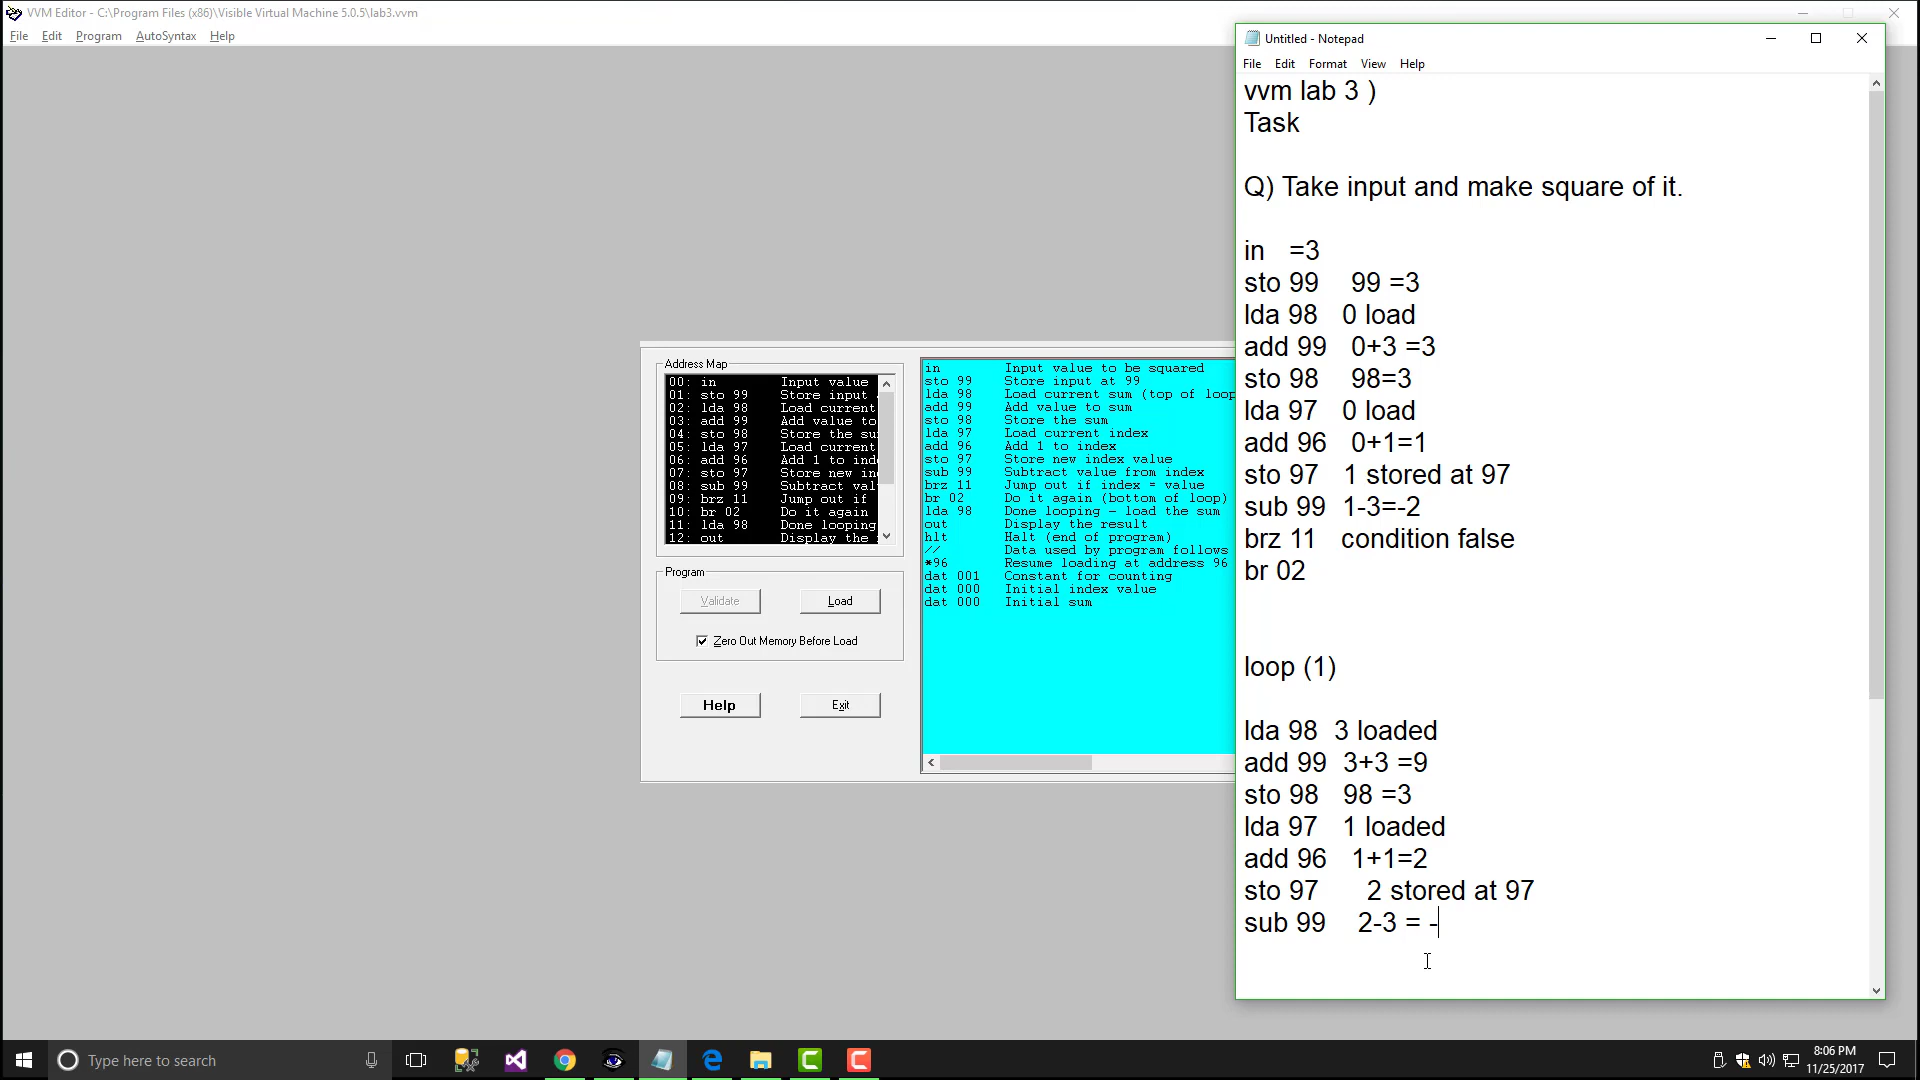 VVM Editor - C:\Program Files (x86)\Visible Virtual Machine 5.0.5\lab3.vvm
File Edit Program AutoSyntax Help
Address Map
00: in Input value
01: sto 99 Store input
02: lda 98 Load current
03: add 99 Add value to
04: sto 98 Store the su
05: lda 97 Load current
06: add 96 Add 1 to ind
07: sto 97 Store new in
08: sub 99 Subtract val
09: brz 11 Jump out if
10: br 02 Do it again
11: lda 98 Done looping
12: out Display the
Program
Validate Load
Zero Out Memory Before Load
Help Exit
in Input value to be squared
sto 99 Store input at 99
lda 98 Load current sum (top of loop
add 99 Add value to sum
sto 98 Store the sum
lda 97 Load current index
add 96 Add 1 to index
sto 97 Store new index value
sub 99 Subtract value from index
brz 11 Jump out if index = value
br 02 Do it again (bottom of loop)
lda 98 Done looping - load the sum
out Display the result
hlt Halt (end of program)
// Data used by program follows
*96 Resume loading at address 96
dat 001 Constant for counting
dat 000 Initial index value
dat 000 Initial sum
Untitled - Notepad
File Edit Format View Help
vvm lab 3 )
Task
Q) Take input and make square of it.
in =3
sto 99 99 =3
lda 98 0 load
add 99 0+3 =3
sto 98 98=3
lda 97 0 load
add 96 0+1=1
sto 97 1 stored at 97
sub 99 1-3=-2
brz 11 condition false
br 02
loop (1)
lda 98 3 loaded
add 99 3+3 =9
sto 98 98 =3
lda 97 1 loaded
add 96 1+1=2
sto 97 2 stored at 97
sub 99 2-3 = -
Type here to search
8:06 PM
11/25/2017